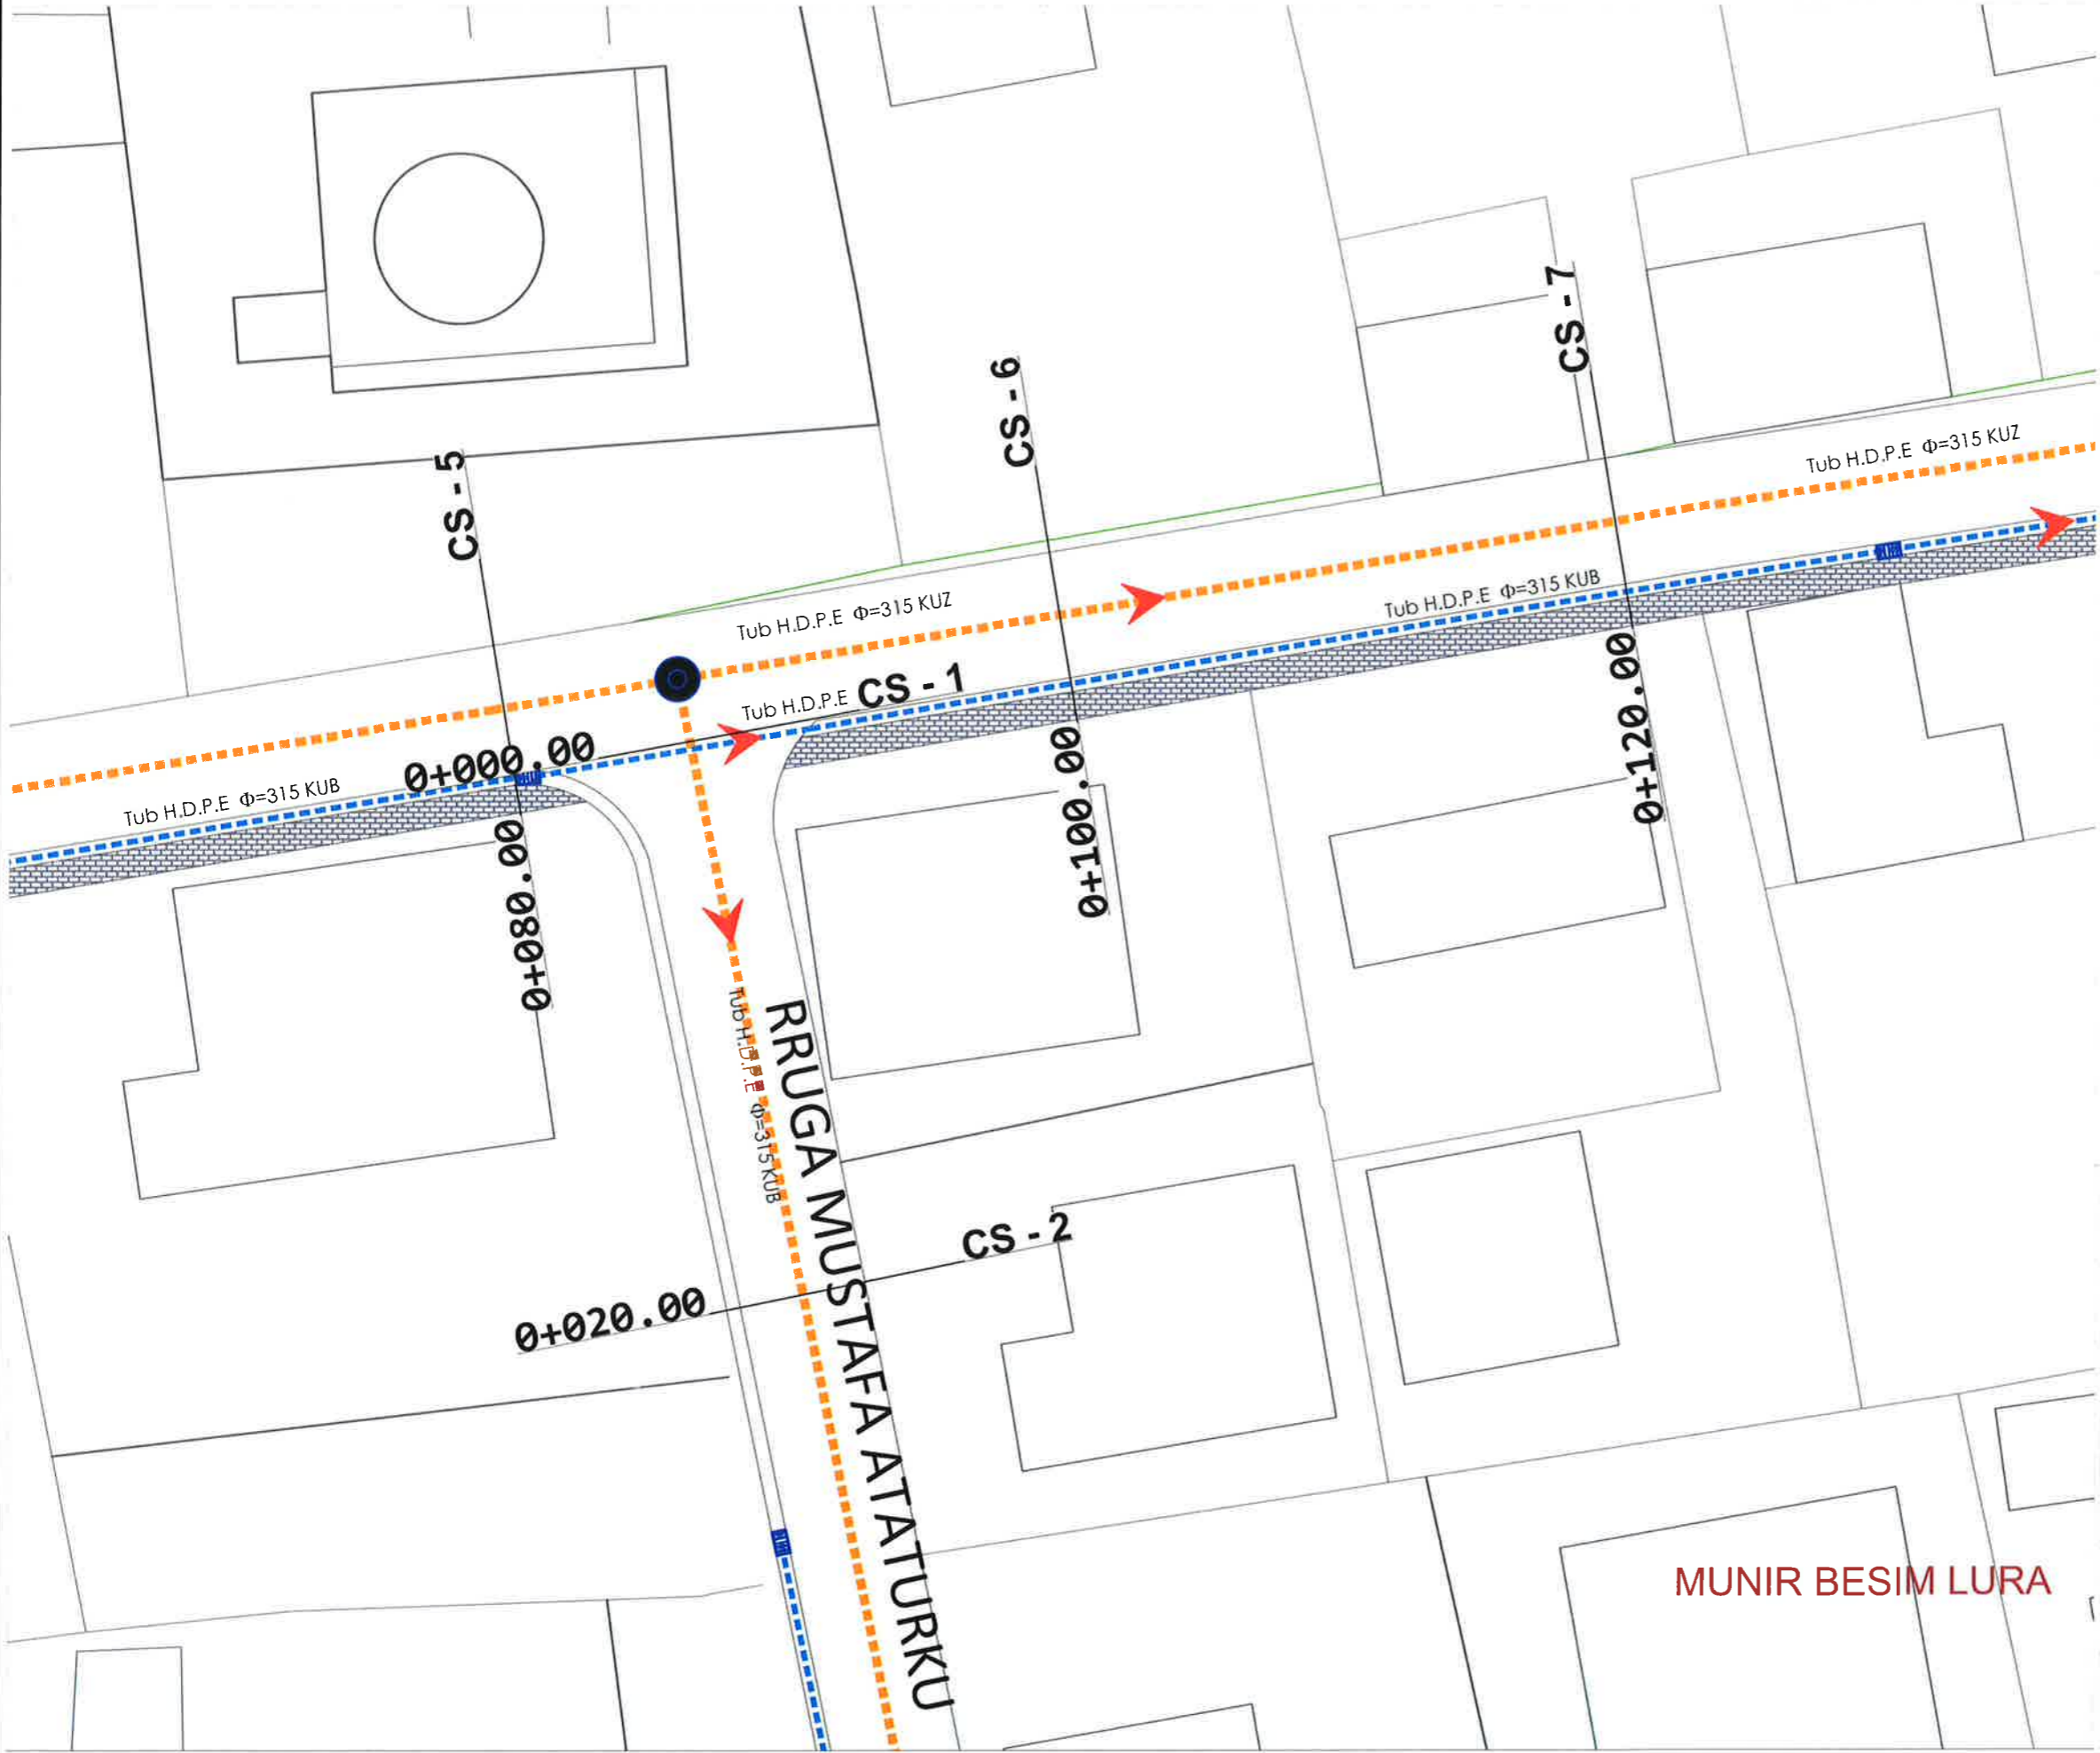 CS - 5
CS - 6
CS - 7
Tub H.D.P.E Φ=315 KUZ
Tub H.D.P.E Φ=315 KUZ
Tub H.D.P.E Φ=315 KUB
Tub H.D.P.E CS - 1
0+000.00
Tub H.D.P.E Φ=315 KUB
0+080.00
0+100.00
0+120.00
Tub H.D.P.E Φ=315 KUB
RRUGA MUSTAFA ATATURKU
CS - 2
0+020.00
MUNIR BESIM LURA